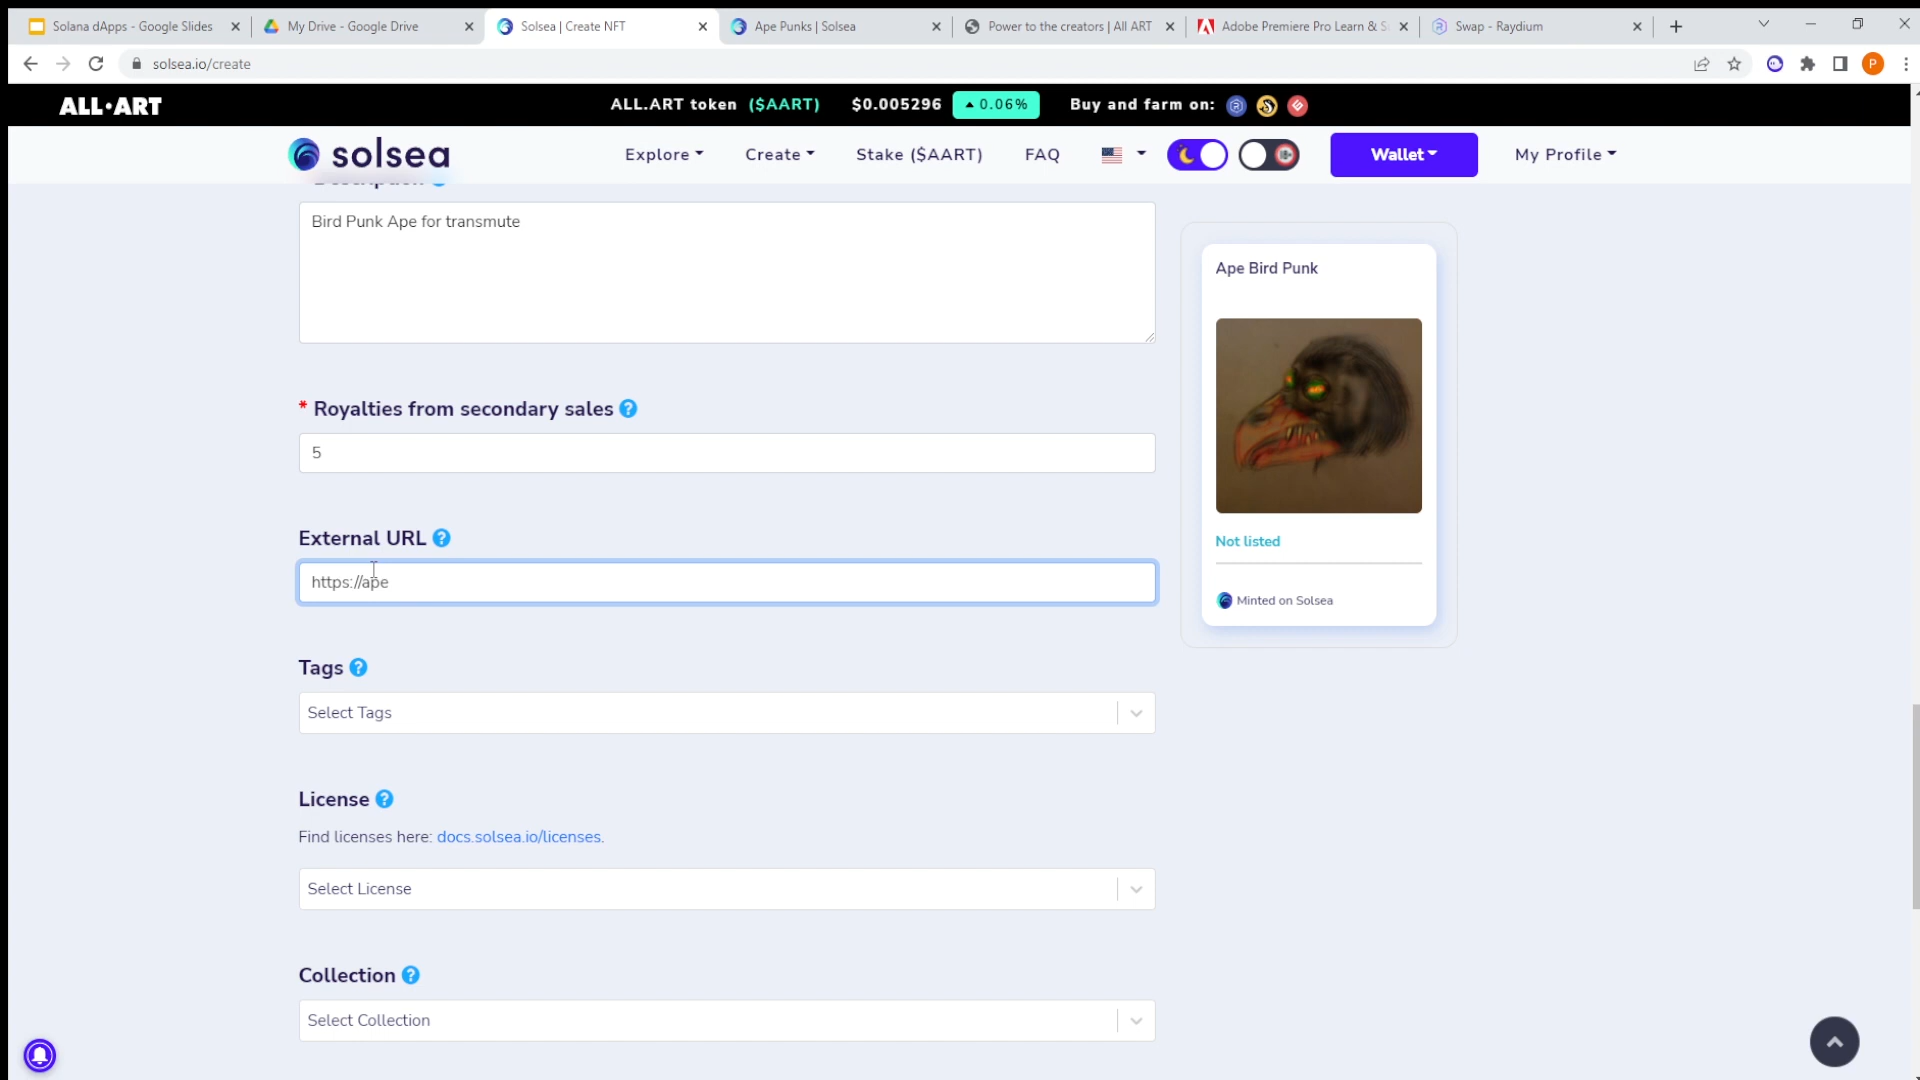 Solana dApps - Google Slides
My Drive - Google Drive
Solsea | Create NFT
Ape Punks | Solsea
Power to the creators | All ART
Adobe Premiere Pro Learn & S
Swap - Raydium
solsea.io/create
P
ALL•ART
ALL.ART token ($AART) $0.005296 0.06% Buy and farm on:
solsea
Explore
Create
Stake ($AART)
FAQ
Wallet
My Profile
Description
Bird Punk Ape for transmute
Ape Bird Punk
* Royalties from secondary sales ?
5
External URL ?
https://ape
Not listed
Minted on Solsea
Tags ?
Select Tags
License ?
Find licenses here: docs.solsea.io/licenses.
Select License
Collection ?
Select Collection